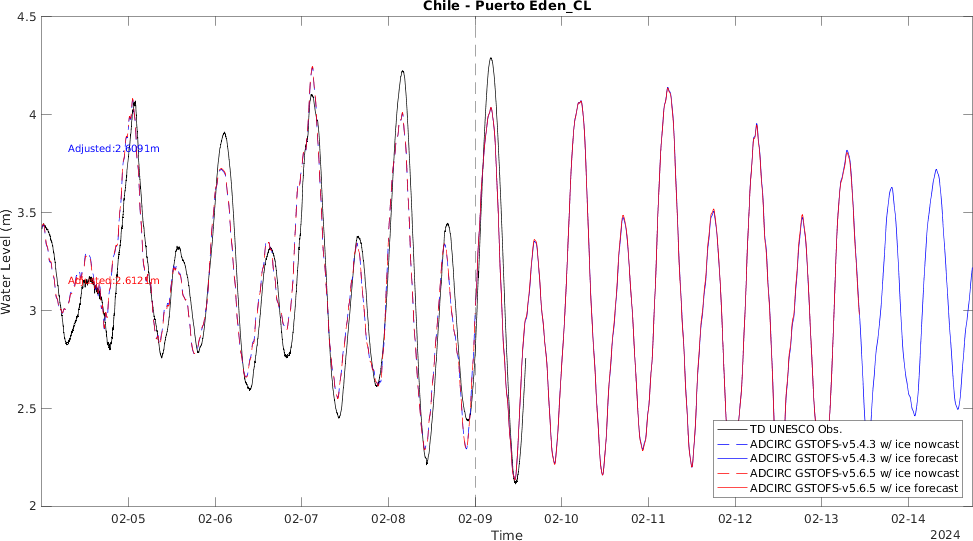 Chile - Puerto Eden_CL
Water Level (m)
4.5
4
3.5
3
2.5
2
Adjusted:2.6091m
Adjusted:2.6121m
TD UNESCO Obs.
ADCIRC GSTOFS-v5.4.3 w/ ice nowcast
ADCIRC GSTOFS-v5.4.3 w/ ice forecast
ADCIRC GSTOFS-v5.6.5 w/ ice nowcast
ADCIRC GSTOFS-v5.6.5 w/ ice forecast
02-05 02-06 02-07 02-08 02-09 02-10 02-11 02-12 02-13 02-14
Time
2024